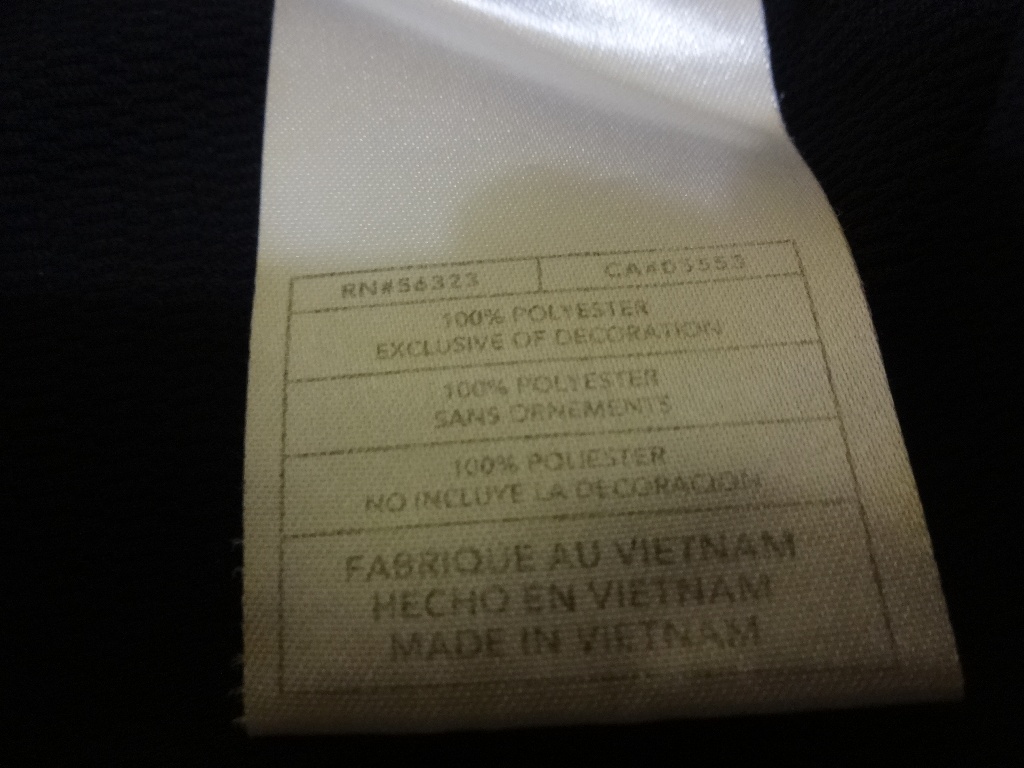 RN#56323 CA#05553
100% POLYESTER
EXCLUSIVE OF DECORATION
100% POLYESTER
SANS ORNEMENTS
100% POLIESTER
NO INCLUYE LA DECORACION
FABRIQUE AU VIETNAM
HECHO EN VIETNAM
MADE IN VIETNAM